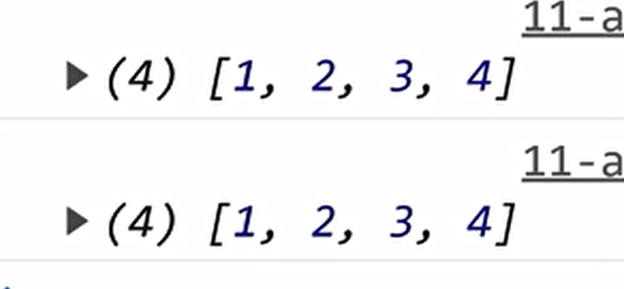 11-a
▶ (4) [1, 2, 3, 4]
11-a
▶ (4) [1, 2, 3, 4]